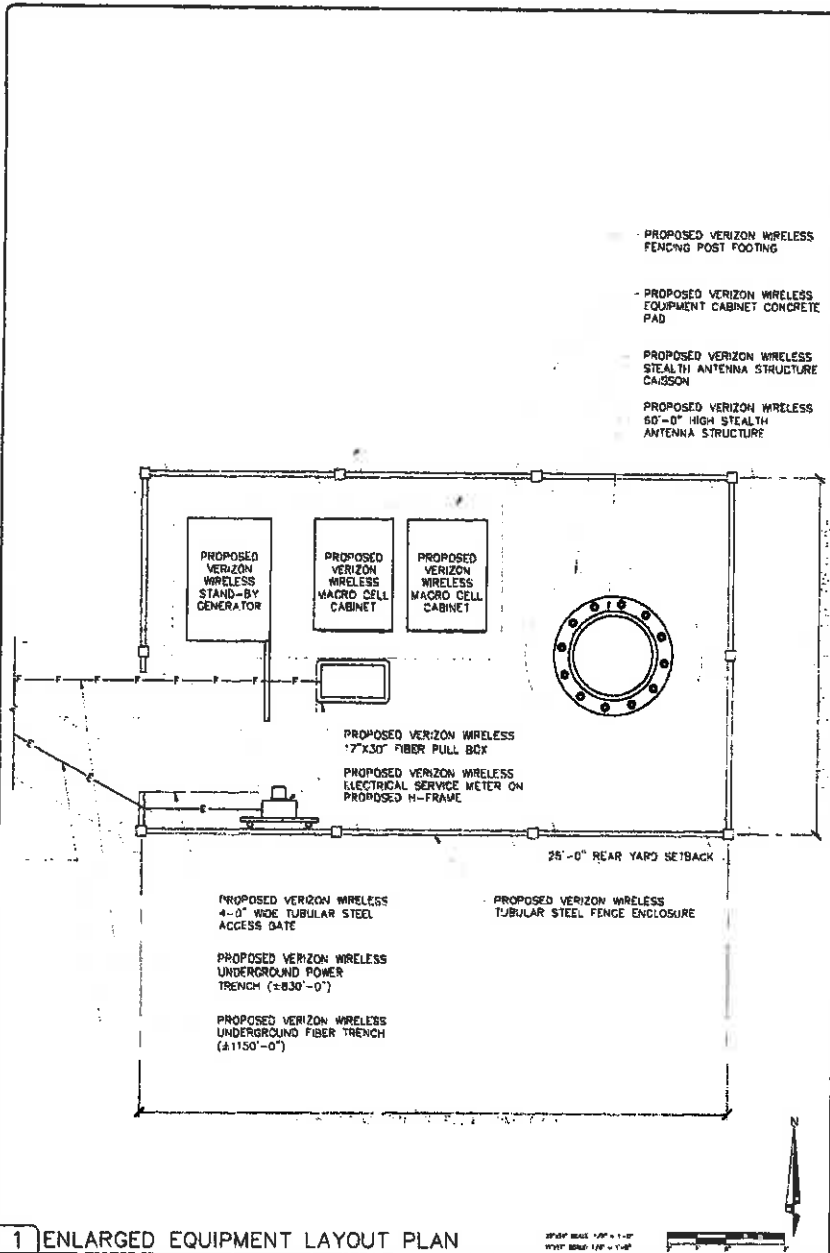 PROPOSED VERIZON WIRELESS
FENCING POST FOOTING
PROPOSED VERIZON WIRELESS
EQUIPMENT CABINET CONCRETE
PAD
PROPOSED VERIZON WIRELESS
STEALTH ANTENNA STRUCTURE
CAISSON
PROPOSED VERIZON WIRELESS
60'-0" HIGH STEALTH
ANTENNA STRUCTURE
PROPOSED
VERIZON
WIRELESS
STAND-BY
GENERATOR
PROPOSED
VERIZON
WIRELESS
MACRO CELL
CABINET
PROPOSED
VERIZON
WIRELESS
MACRO CELL
CABINET
F F F F F F F
PROPOSED VERIZON WIRELESS
17"X30" FIBER PULL BOX
PROPOSED VERIZON WIRELESS
ELECTRICAL SERVICE METER ON
PROPOSED H-FRAME
E E E
25'-0" REAR YARD SETBACK
PROPOSED VERIZON WIRELESS
4-0" WIDE TUBULAR STEEL
ACCESS GATE
PROPOSED VERIZON WIRELESS
TUBULAR STEEL FENCE ENCLOSURE
PROPOSED VERIZON WIRELESS
UNDERGROUND POWER
TRENCH (±830'-0")
PROPOSED VERIZON WIRELESS
UNDERGROUND FIBER TRENCH
(±1150'-0")
N
1 ENLARGED EQUIPMENT LAYOUT PLAN